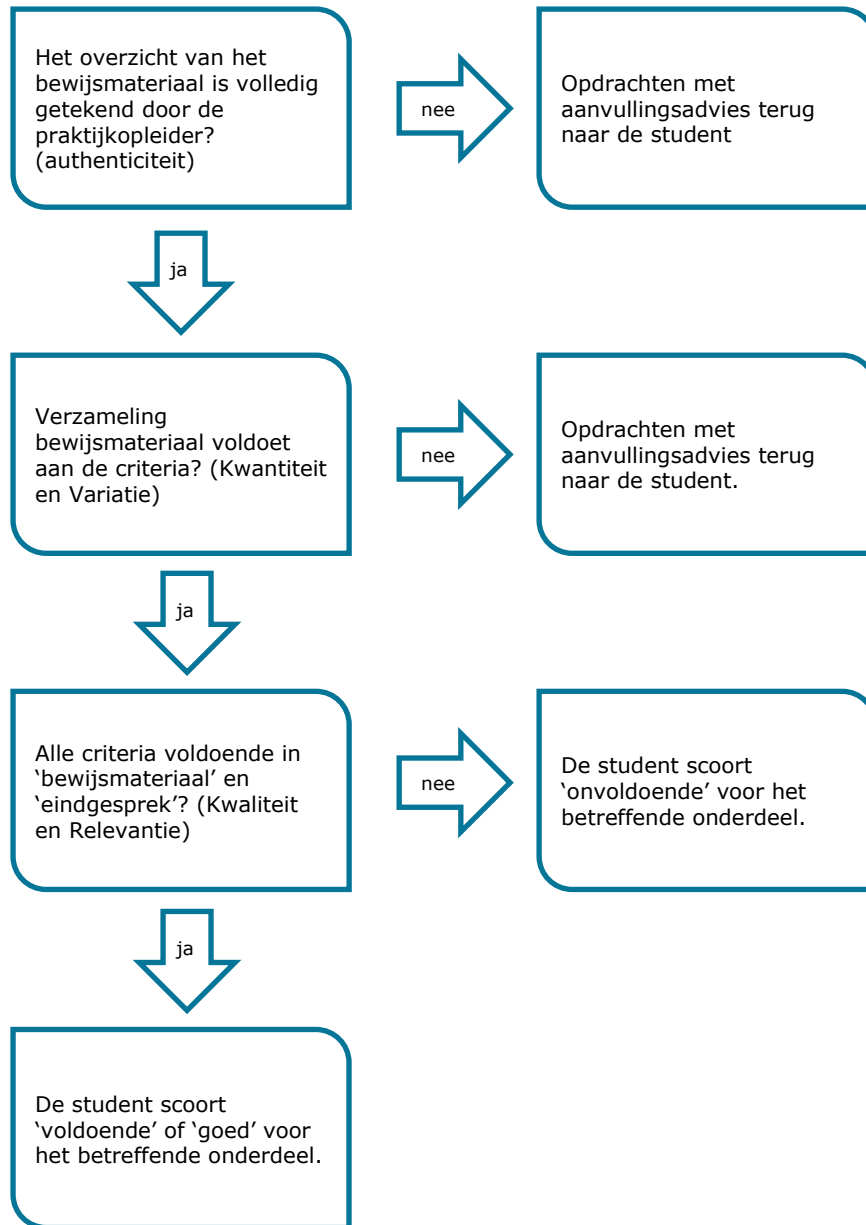 Het overzicht van het
bewijsmateriaal is volledig
getekend door de
praktijkopleider?
(authenticiteit)
nee
Opdrachten met
aanvullingsadvies terug
naar de student
ja
Verzameling
bewijsmateriaal voldoet
aan de criteria? (Kwantiteit
en Variatie)
nee
Opdrachten met
aanvullingsadvies terug
naar de student.
ja
Alle criteria voldoende in
‘bewijsmateriaal’ en
‘eindgesprek’? (Kwaliteit
en Relevantie)
nee
De student scoort
‘onvoldoende’ voor het
betreffende onderdeel.
ja
De student scoort
‘voldoende’ of ‘goed’ voor
het betreffende onderdeel.